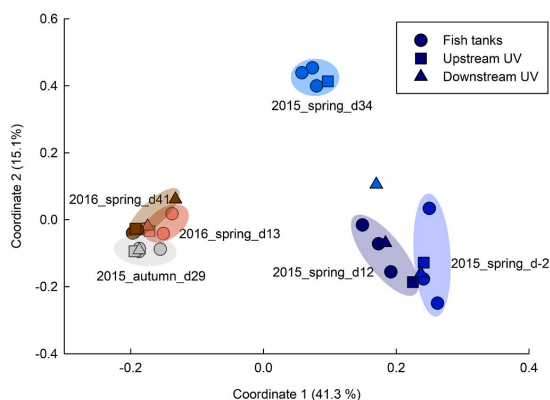 0.6
Fish tanks
Upstream UV
Downstream UV
0.4
2015_spring_d34
0.2
2016_spring_d41
0.0
2016_spring_d13
2015_autumn_d29
2015_spring_d12
2015_spring_d-2
-0.2
-0.4
-0.2
0.0
0.2
0.4
Coordinate 1 (41.3 %)
Coordinate 2 (15.1%)